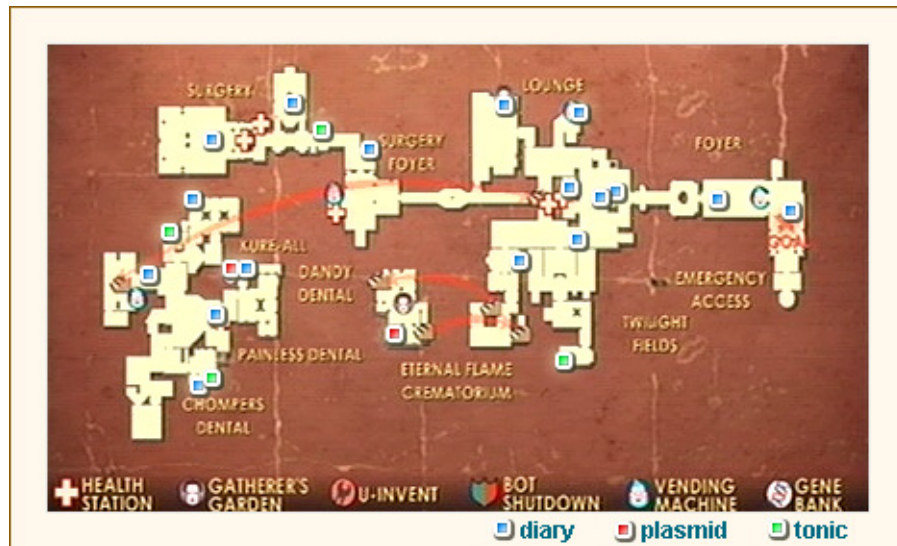 SURGERY
LOUNGE
SURGERY
FOYER
FOYER
KURE-ALL
GOAL
DANDY
DENTAL
EMERGENCY
ACCESS
TWILIGHT
FIELDS
PAINLESS DENTAL
ETERNAL FLAME
CREMATORIUM
CHOMPERS
DENTAL
HEALTH
STATION
GATHERER'S
GARDEN
U-INVENT
BOT
SHUTDOWN
VENDING
MACHINE
GENE
BANK
diary
plasmid
tonic